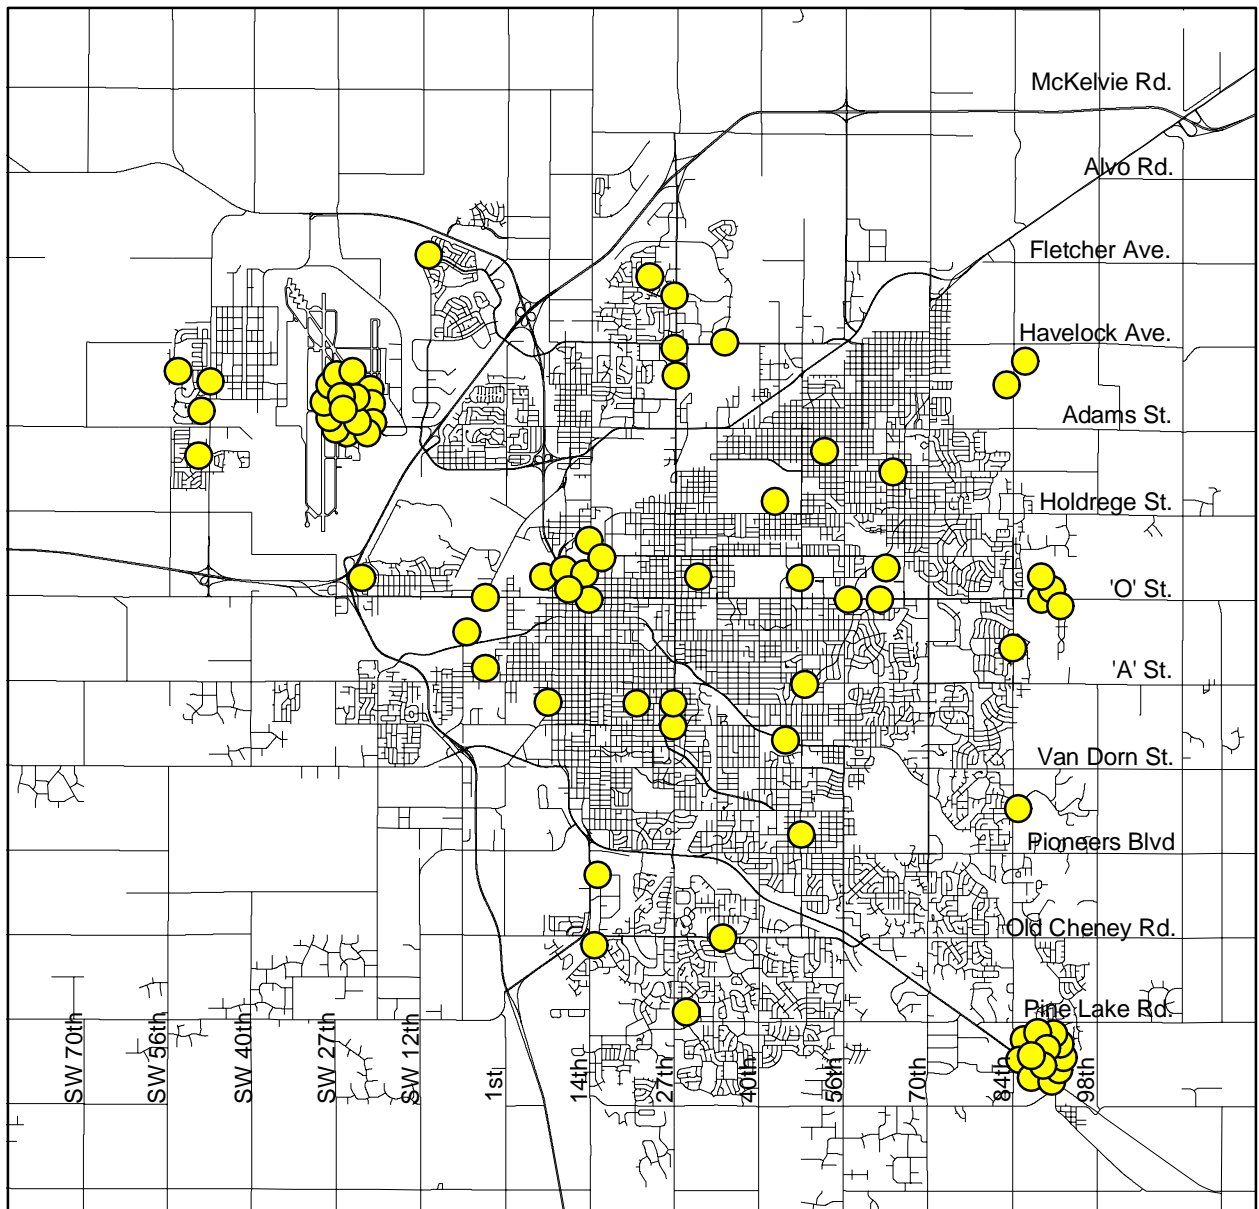 McKelvie Rd.
Alvo Rd.
Fletcher Ave.
Havelock Ave.
Adams St.
Holdrege St.
'O' St.
'A' St.
Van Dorn St.
Pioneers Blvd
Old Cheney Rd.
Pine Lake Rd.
SW 70th
SW 56th
SW 40th
SW 27th
SW 12th
1st
14th
27th
40th
56th
70th
84th
98th